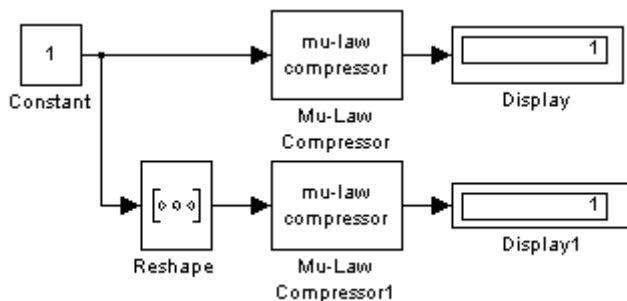 1
Constant
mu-law
compressor
Mu-Law
Compressor
1
Display
[o o o]
Reshape
mu-law
compressor
Mu-Law
Compressor1
1
Display1